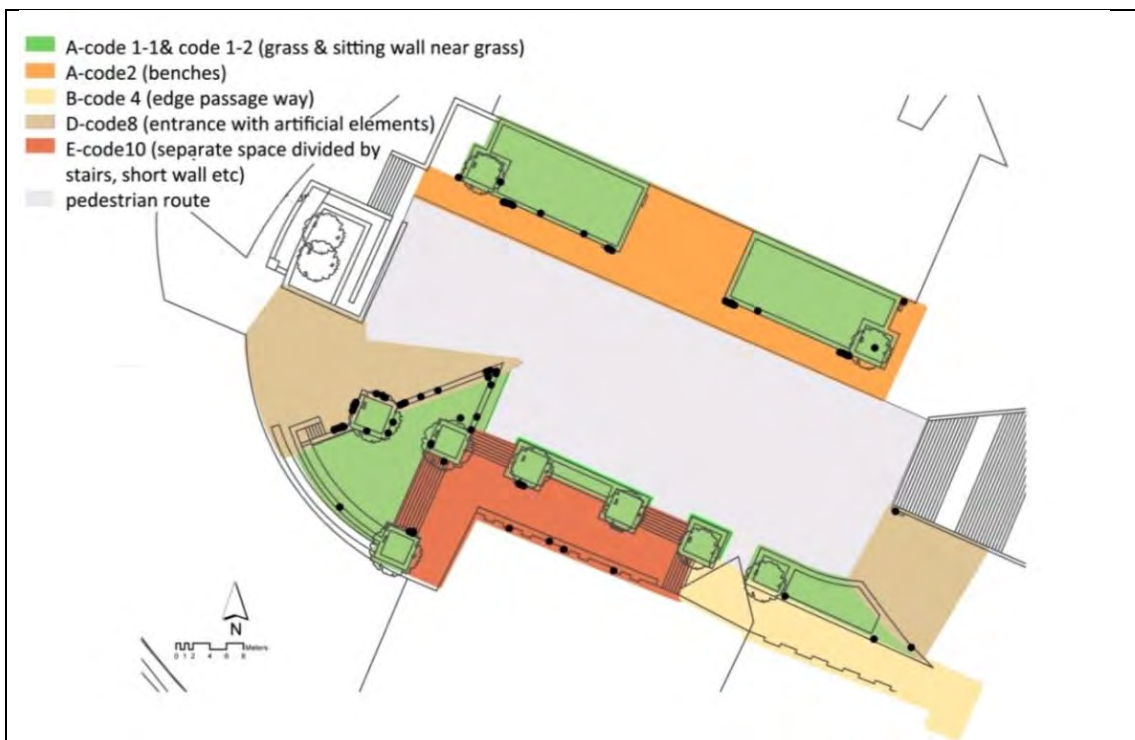 A-code 1-1& code 1-2 (grass & sitting wall near grass)
A-code2 (benches)
B-code 4 (edge passage way)
D-code8 (entrance with artificial elements)
E-code10 (separate space divided by
stairs, short wall etc)
pedestrian route
N
Meters
0 1 2 4 6 8